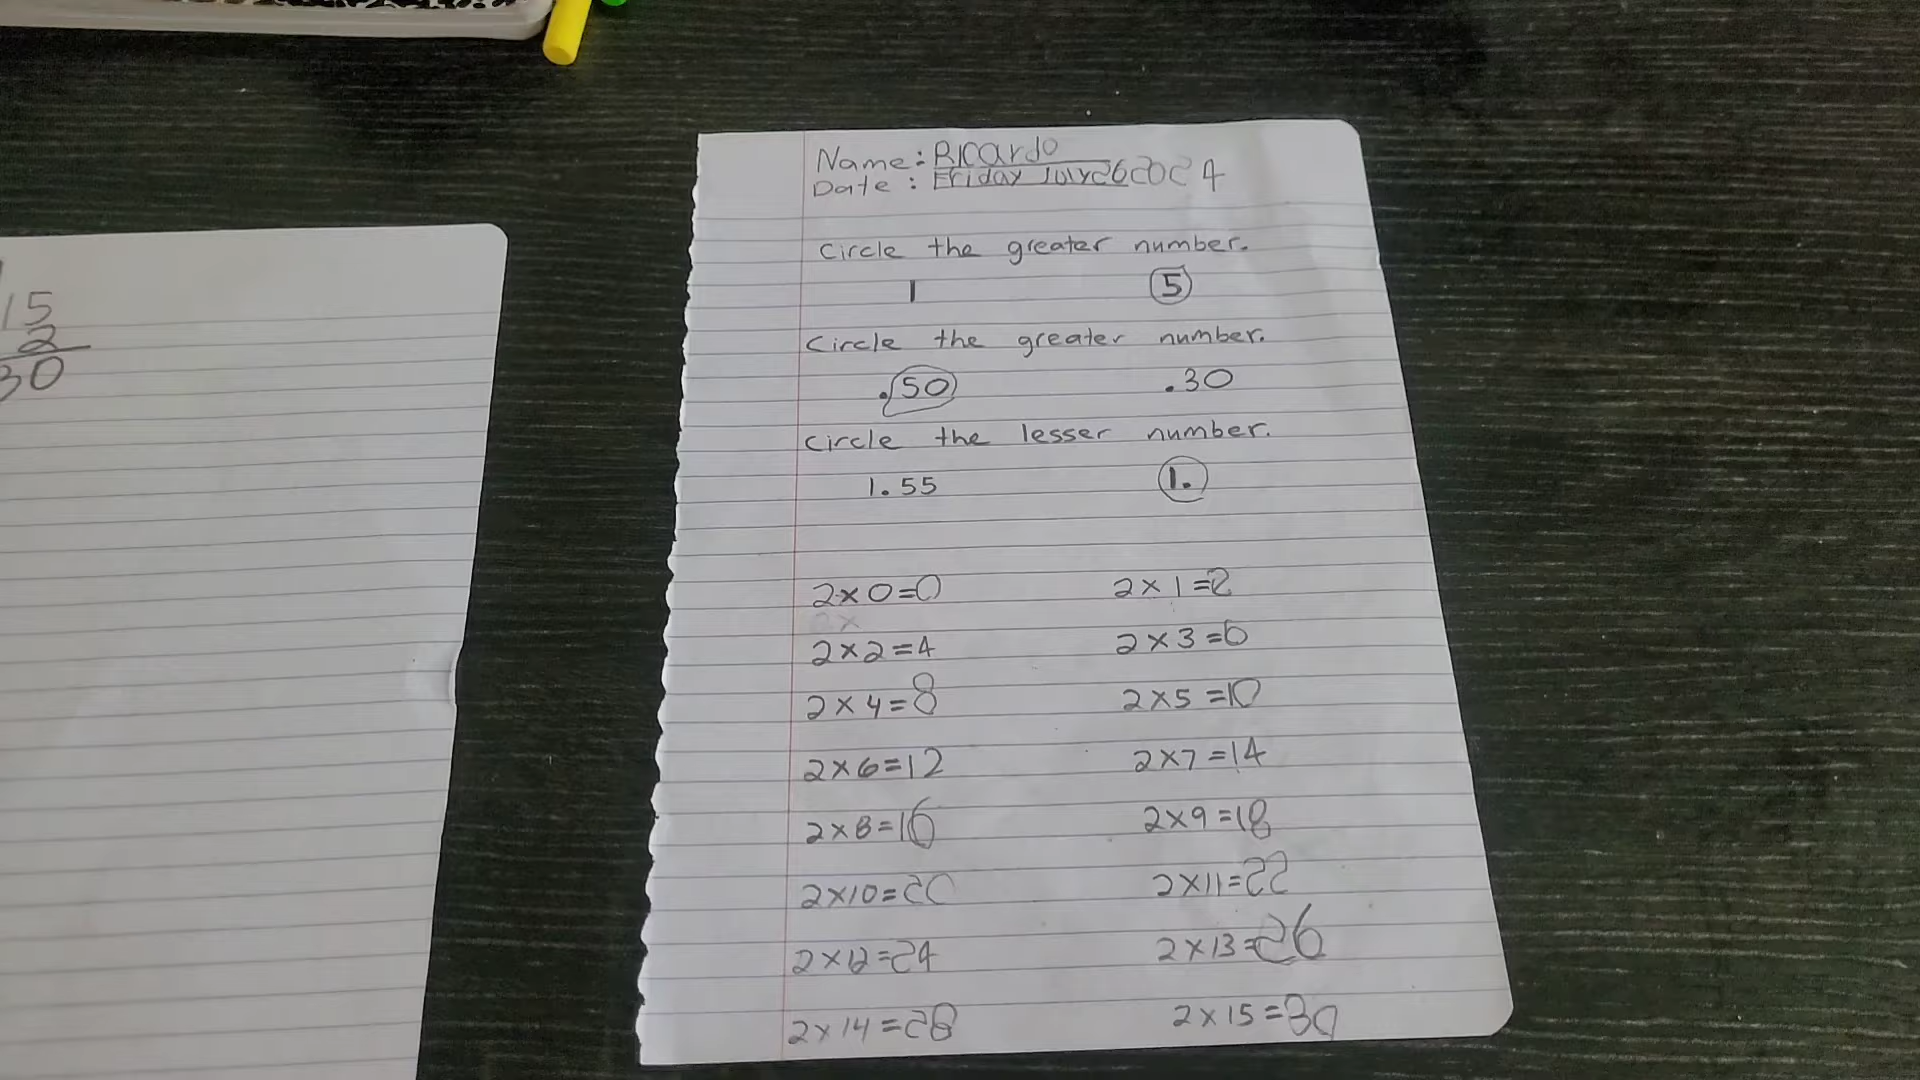 15
2
30
Name: Ricardo
Date: Friday July 26 2024
Circle the greater number.
1 5
Circle the greater number.
.50 .30
Circle the lesser number.
1.55 1.
2x0=0 2x1=2
2x
2x2=4 2x3=6
2x4=8 2x5=10
2x6=12 2x7=14
2x8=16 2x9=18
2x10=20 2x11=22
2x12=24 2x13=26
2x14=28 2x15=30